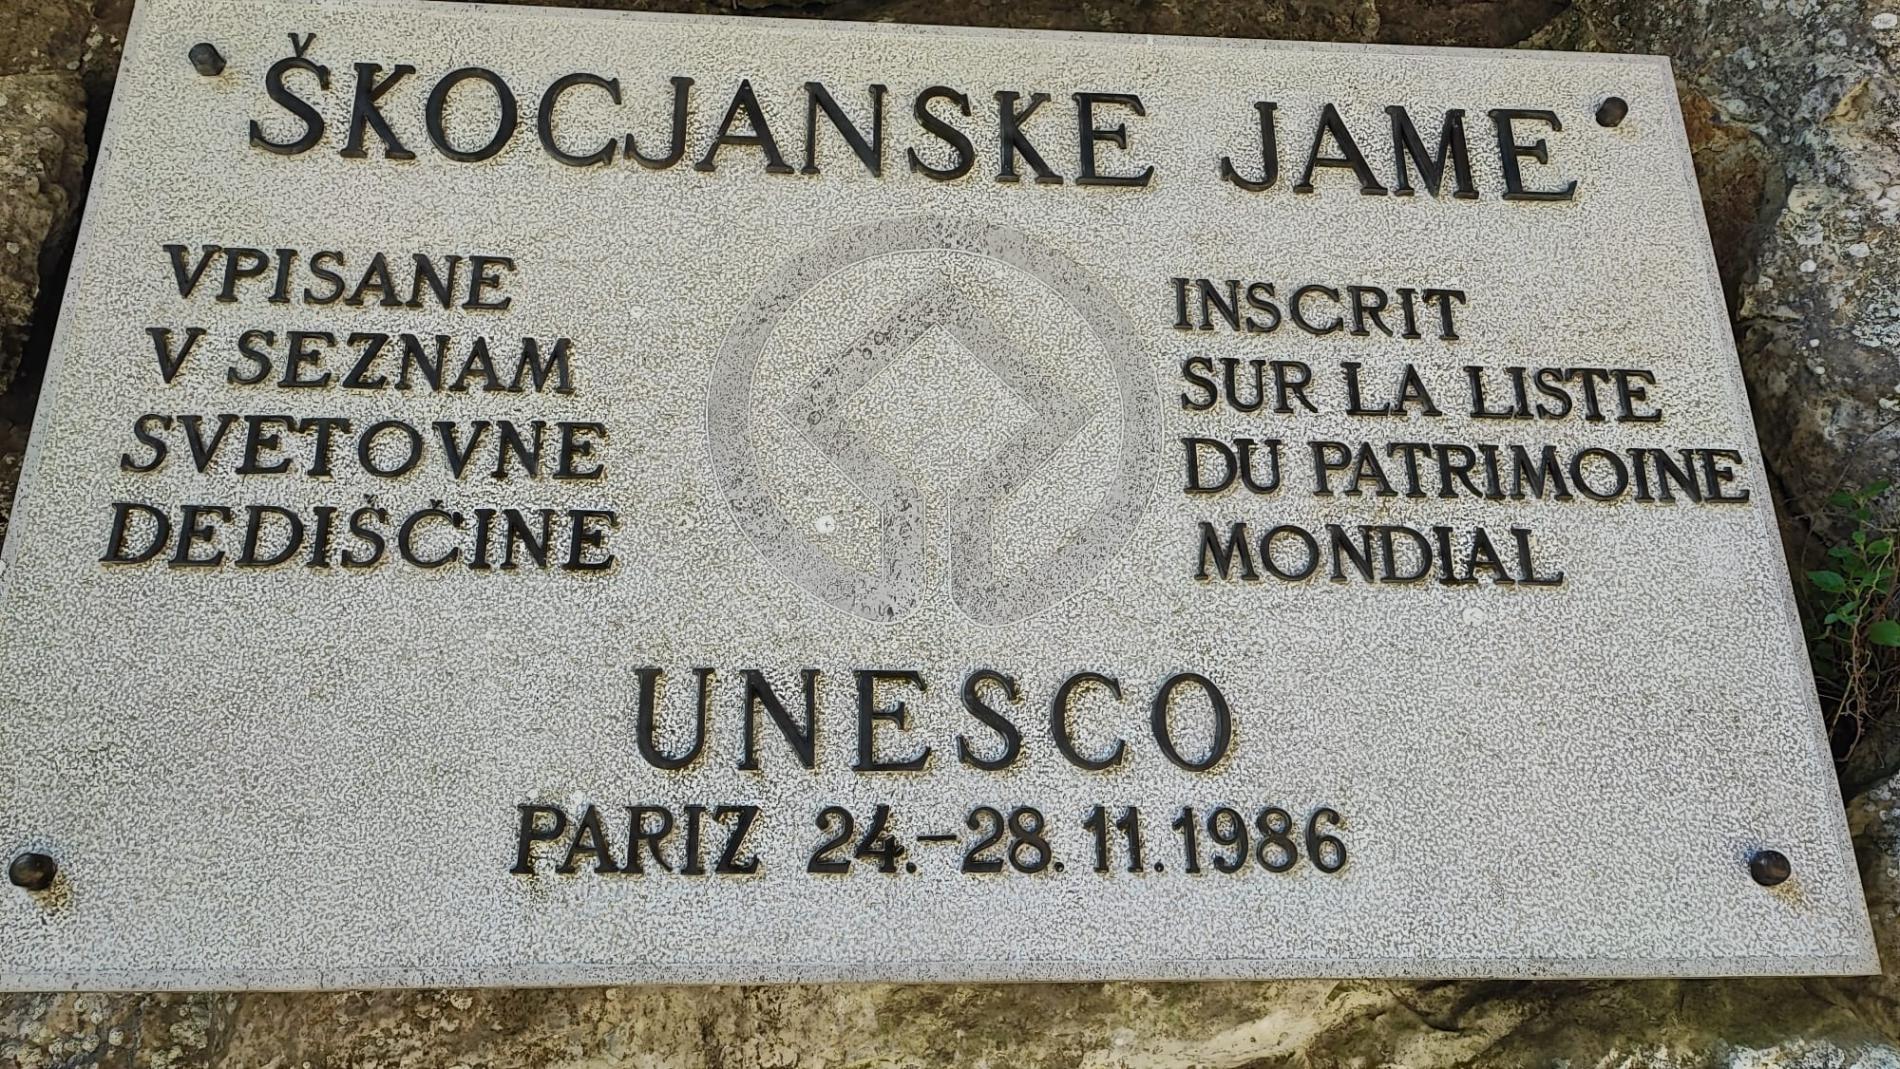 ŠKOCJANSKE JAME
VPISANE
V SEZNAM
SVETOVNE
DEDIŠČINE
INSCRIT
SUR LA LISTE
DU PATRIMOINE
MONDIAL
UNESCO
PARIZ 24.-28.11.1986